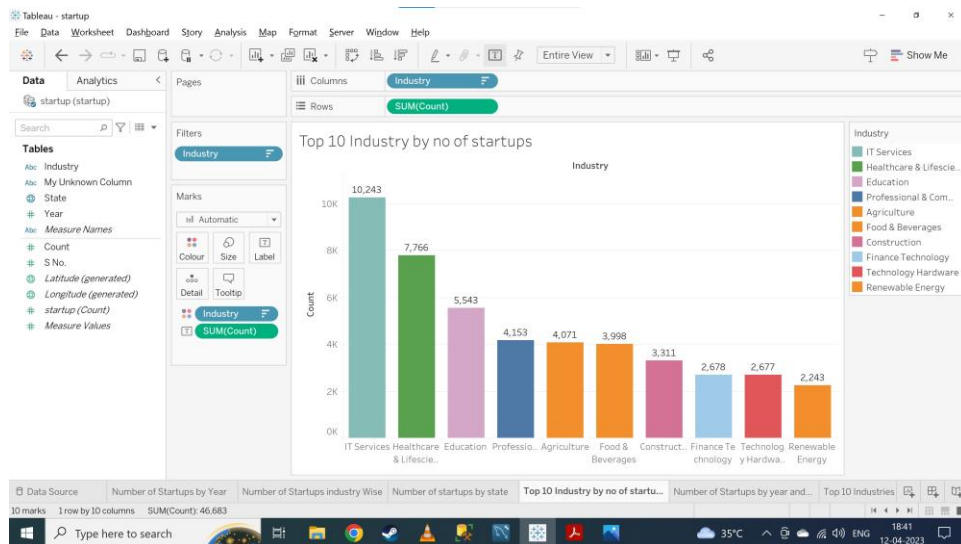 Tableau - startup
File Data Worksheet Dashboard Story Analysis Map Format Server Window Help
Entire View
Show Me
Data Analytics
startup (startup)
Search
Tables
Abc Industry
Abc My Unknown Column
State
# Year
Abc Measure Names
# Count
# S No.
Latitude (generated)
Longitude (generated)
# startup (Count)
# Measure Values
Pages
Filters
Industry
Marks
Automatic
Colour Size Label
Detail Tooltip
Industry
SUM(Count)
Columns Industry
Rows SUM(Count)
Top 10 Industry by no of startups
Industry
Count
10K
8K
6K
4K
2K
0K
10,243
7,766
5,543
4,153
4,071
3,998
3,311
2,678
2,677
2,243
IT Services Healthcare Education Professio.. Agriculture Food & Construct.. Finance Te Technolog Renewable
& Lifescie.. Beverages chnology y Hardwa.. Energy
Industry
IT Services
Healthcare & Lifescie..
Education
Professional & Com..
Agriculture
Food & Beverages
Construction
Finance Technology
Technology Hardware
Renewable Energy
Data Source Number of Startups by Year Number of Startups industry Wise Number of startups by state Top 10 Industry by no of startu... Number of Startups by year and... Top 10 Industries
10 marks 1 row by 10 columns SUM(Count): 46,683
Type here to search
35°C ENG
18:41
12-04-2023